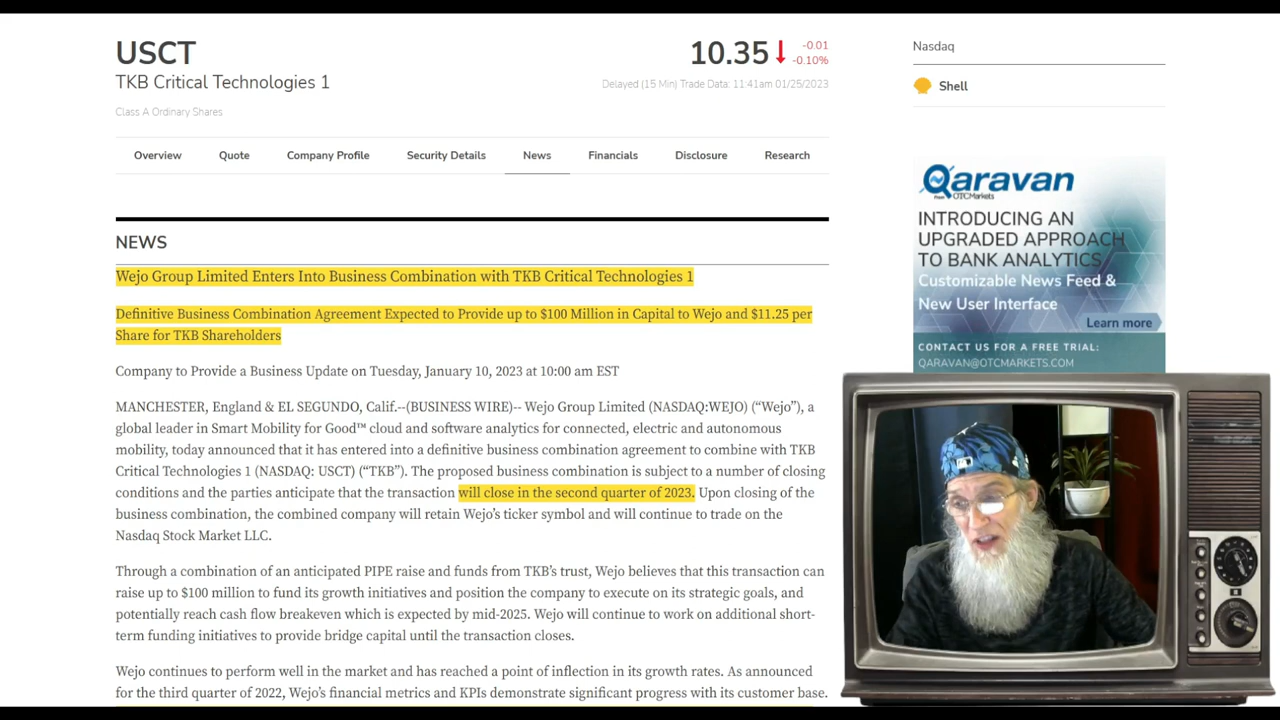 USCT
TKB Critical Technologies 1
Class A Ordinary Shares
10.35
-0.01
-0.10%
Delayed (15 Min) Trade Data: 11:41am 01/25/2023
Nasdaq
Shell
Overview
Quote
Company Profile
Security Details
News
Financials
Disclosure
Research
NEWS
Wejo Group Limited Enters Into Business Combination with TKB Critical Technologies 1
Definitive Business Combination Agreement Expected to Provide up to $100 Million in Capital to Wejo and $11.25 per
Share for TKB Shareholders
Company to Provide a Business Update on Tuesday, January 10, 2023 at 10:00 am EST
MANCHESTER, England & EL SEGUNDO, Calif.--(BUSINESS WIRE)-- Wejo Group Limited (NASDAQ:WEJO) (“Wejo”), a
global leader in Smart Mobility for Good™ cloud and software analytics for connected, electric and autonomous
mobility, today announced that it has entered into a definitive business combination agreement to combine with TKB
Critical Technologies 1 (NASDAQ: USCT) (“TKB”). The proposed business combination is subject to a number of closing
conditions and the parties anticipate that the transaction will close in the second quarter of 2023. Upon closing of the
business combination, the combined company will retain Wejo’s ticker symbol and will continue to trade on the
Nasdaq Stock Market LLC.
Through a combination of an anticipated PIPE raise and funds from TKB’s trust, Wejo believes that this transaction can
raise up to $100 million to fund its growth initiatives and position the company to execute on its strategic goals, and
potentially reach cash flow breakeven which is expected by mid-2025. Wejo will continue to work on additional short-
term funding initiatives to provide bridge capital until the transaction closes.
Wejo continues to perform well in the market and has reached a point of inflection in its growth rates. As announced
for the third quarter of 2022, Wejo’s financial metrics and KPIs demonstrate significant progress with its customer base.
Qaravan
From OTCMarkets
INTRODUCING AN
UPGRADED APPROACH
TO BANK ANALYTICS
Customizable News Feed &
New User Interface
Learn more
CONTACT US FOR A FREE TRIAL:
QARAVAN@OTCMARKETS.COM